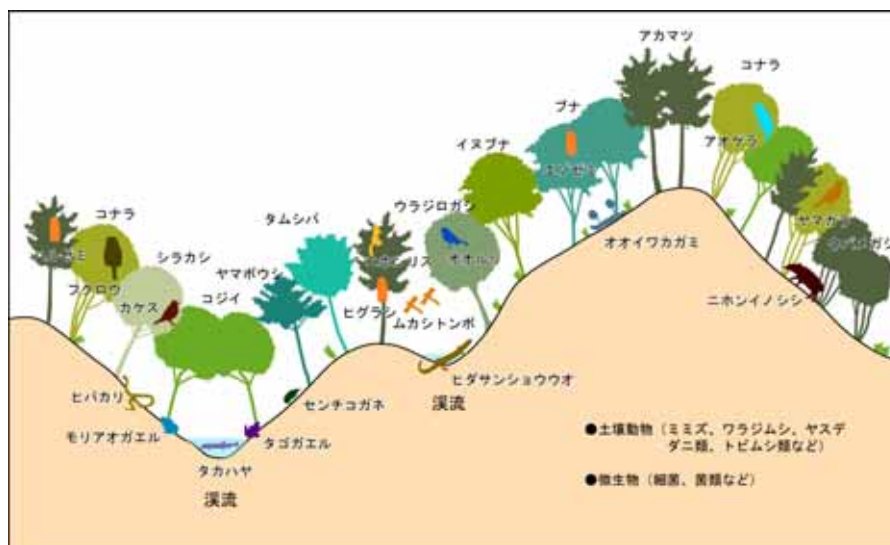 アカマツ
コナラ
ブナ
アオゲラ
イヌブナ
ウラジロガシ
タムシバ
コナラ
シラカシ
ヤマボウシ
オオルリ
ヤマガラ
オオイワカガミ
フクロウ
カケス
コジイ
ヒグラシ
ムカシトンボ
ニホンイノシシ
ヒバカリ
センチコガネ
ヒダサンショウウオ
渓流
モリアオガエル
タゴガエル
タカハヤ
渓流
●土壌動物（ミミズ、ワラジムシ、ヤスデ
ダニ類、トビムシ類など）
●微生物（細菌、菌類など）